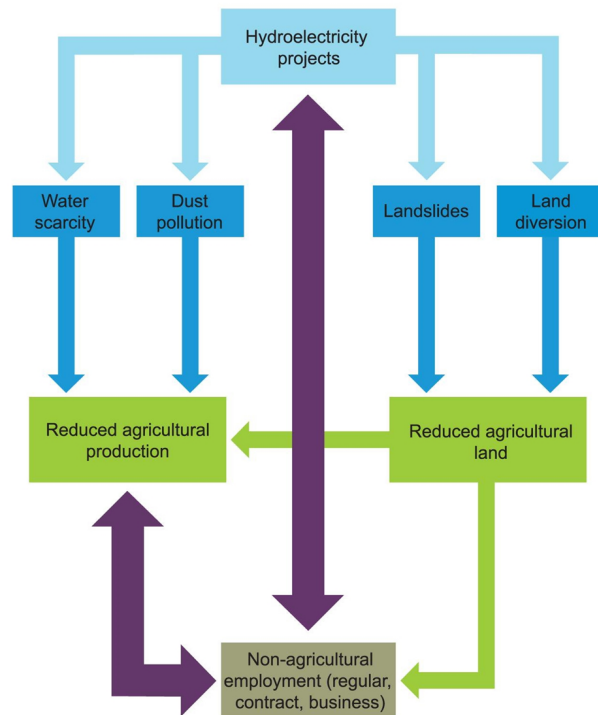 Hydroelectricity
projects
Water
scarcity
Dust
pollution
Landslides
Land
diversion
Reduced agricultural
production
Reduced agricultural
land
Non-agricultural
employment (regular,
contract, business)